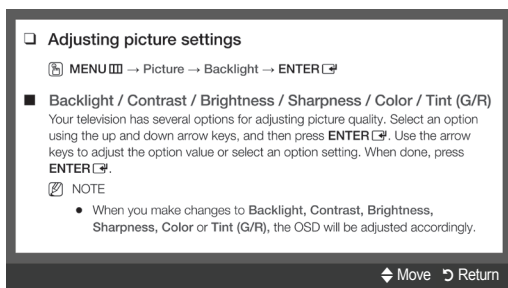 Adjusting picture settings
MENU → Picture → Backlight → ENTER
Backlight / Contrast / Brightness / Sharpness / Color / Tint (G/R)
Your television has several options for adjusting picture quality. Select an option
using the up and down arrow keys, and then press ENTER. Use the arrow
keys to adjust the option value or select an option setting. When done, press
ENTER.
NOTE
• When you make changes to Backlight, Contrast, Brightness,
Sharpness, Color or Tint (G/R), the OSD will be adjusted accordingly.
Move Return